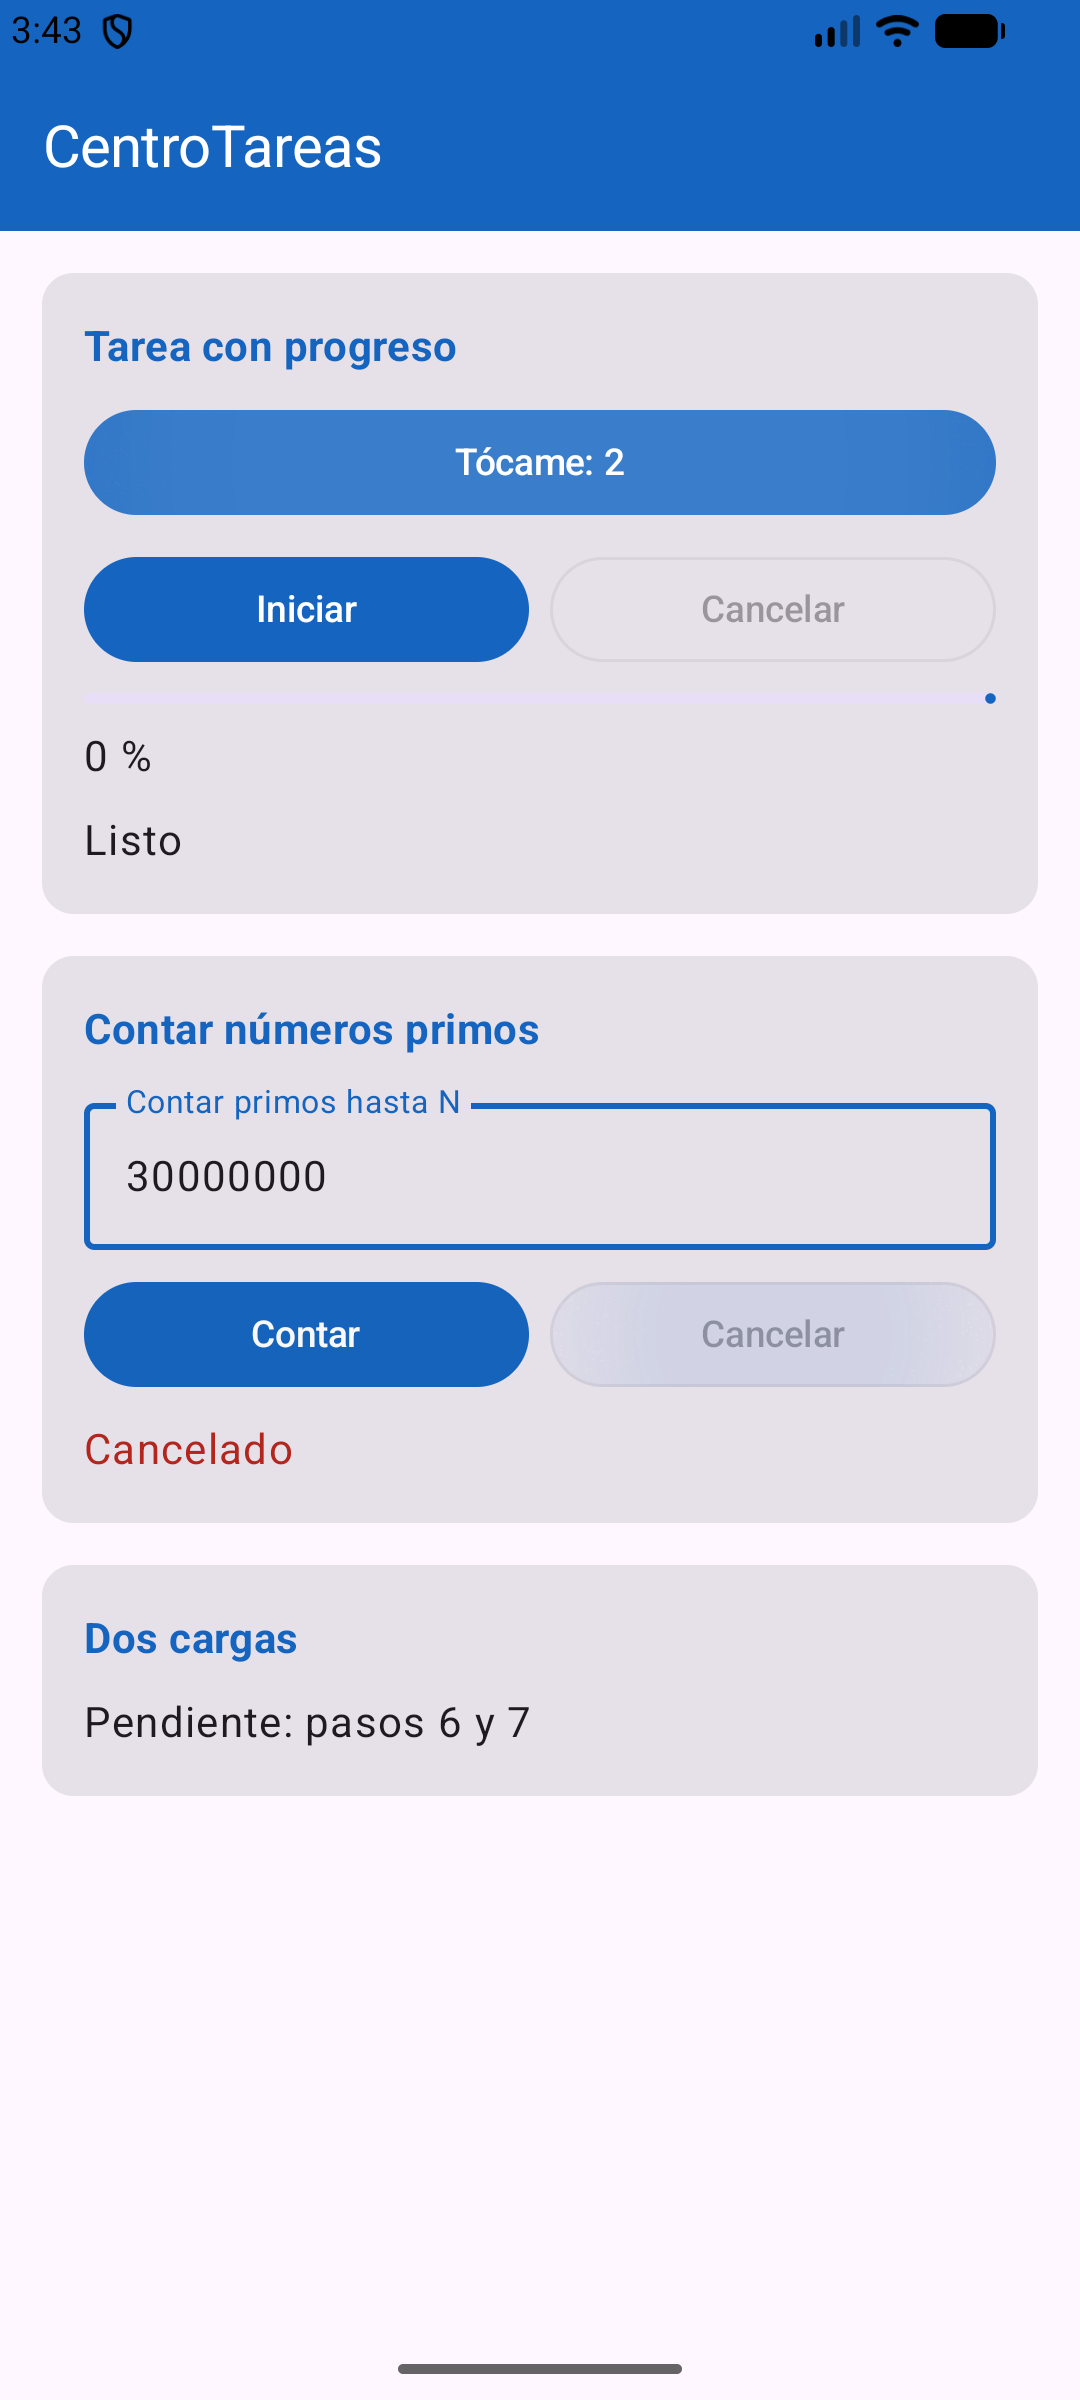 3:43
CentroTareas
Tarea con progreso
Tócame: 2
Iniciar
Cancelar
0 %
Listo
Contar números primos
Contar primos hasta N
30000000
Contar
Cancelar
Cancelado
Dos cargas
Pendiente: pasos 6 y 7